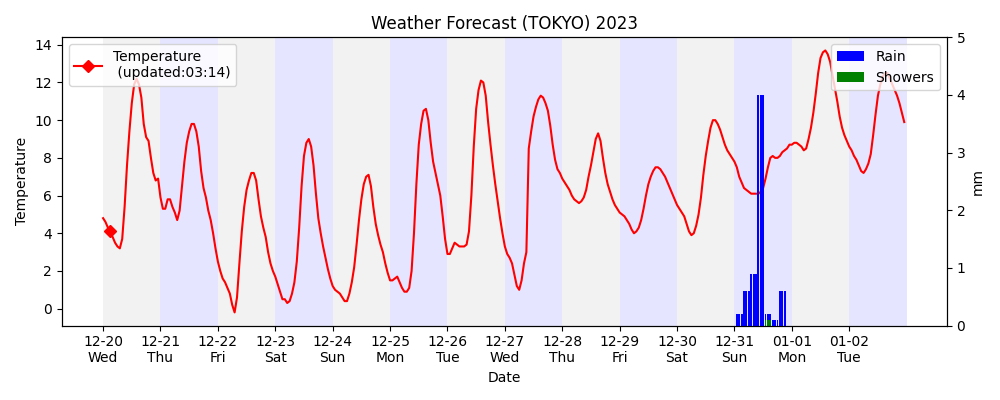 Weather Forecast (TOKYO) 2023
Temperature
(updated:03:14)
Rain
Showers
Temperature
14
12
10
8
6
4
2
0
5
4
3
2
1
0
mm
12-20 12-21 12-22 12-23 12-24 12-25 12-26 12-27 12-28 12-29 12-30 12-31 01-01 01-02
Wed Thu Fri Sat Sun Mon Tue Wed Thu Fri Sat Sun Mon Tue
Date